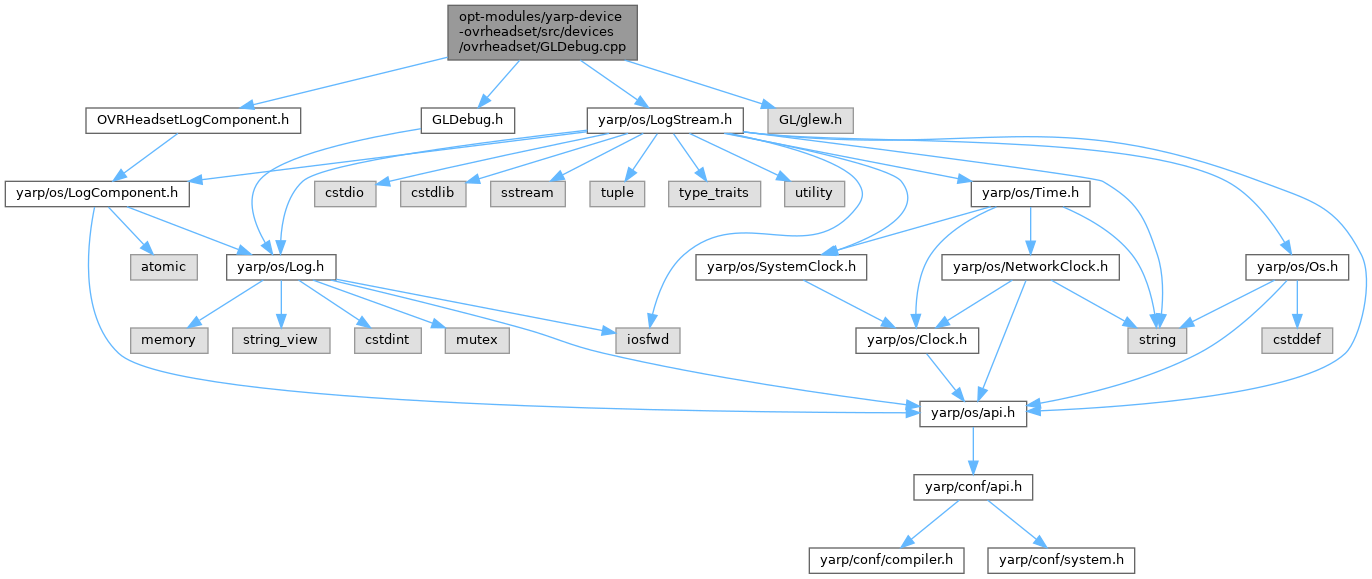 opt-modules/yarp-device
-ovrheadset/src/devices
/ovrheadset/GLDebug.cpp
OVRHeadsetLogComponent.h
GLDebug.h
yarp/os/LogStream.h
GL/glew.h
yarp/os/LogComponent.h
cstdio
cstdlib
sstream
tuple
type_traits
utility
yarp/os/Time.h
atomic
yarp/os/Log.h
yarp/os/SystemClock.h
yarp/os/NetworkClock.h
yarp/os/Os.h
memory
string_view
cstdint
mutex
iosfwd
yarp/os/Clock.h
string
cstddef
yarp/os/api.h
yarp/conf/api.h
yarp/conf/compiler.h
yarp/conf/system.h